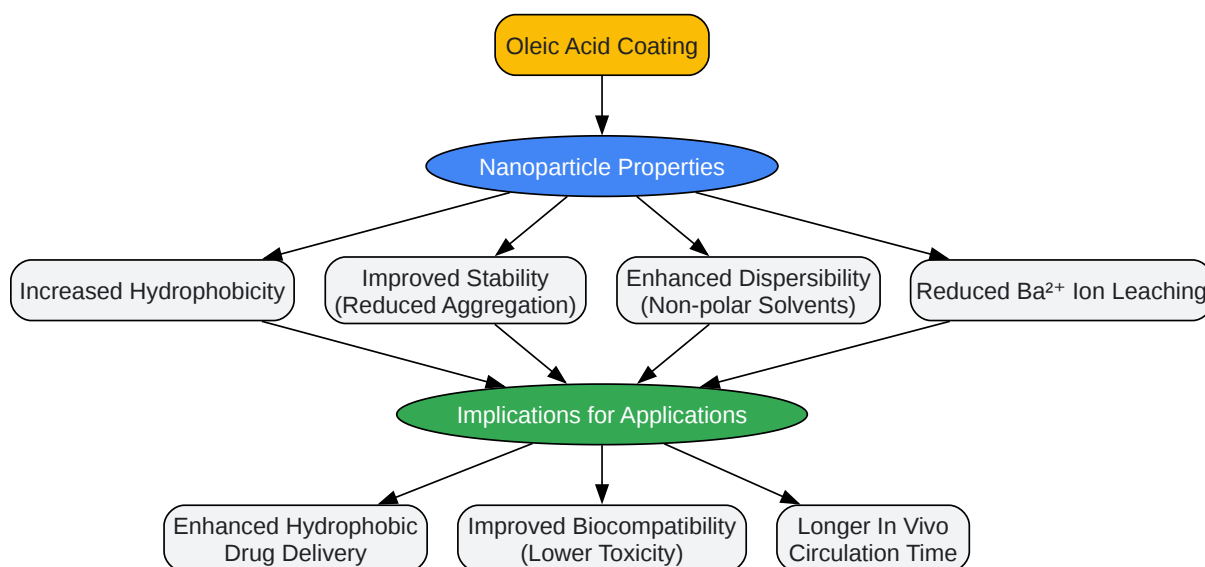 Oleic Acid Coating
Nanoparticle Properties
Increased Hydrophobicity
Improved Stability
(Reduced Aggregation)
Enhanced Dispersibility
(Non-polar Solvents)
Reduced Ba²⁺ Ion Leaching
Implications for Applications
Enhanced Hydrophobic
Drug Delivery
Improved Biocompatibility
(Lower Toxicity)
Longer In Vivo
Circulation Time